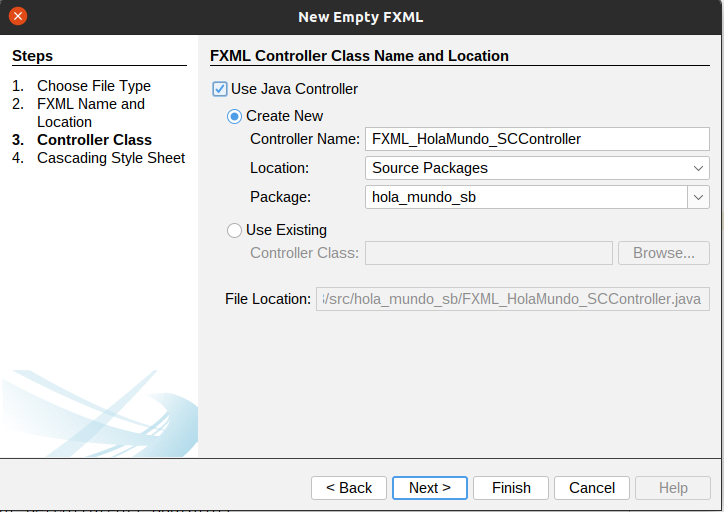 New Empty FXML
Steps
1. Choose File Type
2. FXML Name and
Location
3. Controller Class
4. Cascading Style Sheet
FXML Controller Class Name and Location
Use Java Controller
Create New
Controller Name: FXML_HolaMundo_SCController
Location: Source Packages
Package: hola_mundo_sb
Use Existing
Controller Class:
Browse...
File Location: /src/hola_mundo_sb/FXML_HolaMundo_SCController.java
< Back
Next >
Finish
Cancel
Help